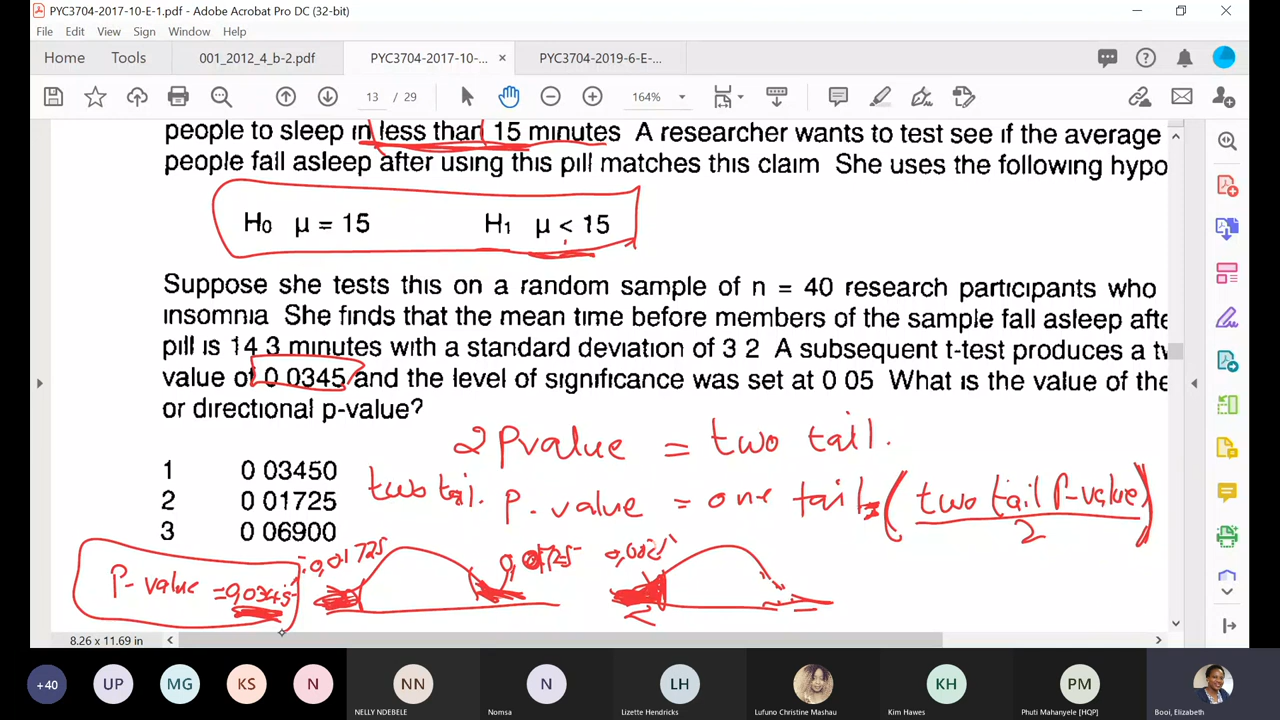 PYC3704-2017-10-E-1.pdf - Adobe Acrobat Pro DC (32-bit)
File Edit View Sign Window Help
Home Tools 001_2012_4_b-2.pdf PYC3704-2017-10-... × PYC3704-2019-6-E-...
13 / 29 164%
people to sleep in less than 15 minutes A researcher wants to test see if the average
people fall asleep after using this pill matches this claim She uses the following hypo
H₀ μ = 15 H₁ μ < 15
Suppose she tests this on a random sample of n = 40 research participants who
insomnia She finds that the mean time before members of the sample fall asleep afte
pill is 14 3 minutes with a standard deviation of 3 2 A subsequent t-test produces a tw
value of 0 0345 and the level of significance was set at 0 05 What is the value of the
or directional p-value?
2 Pvalue = two tail.
1 0 03450
two tail. P. value = one tail = (two tail P-value / 2)
2 0 01725
3 0 06900
P- value = 0,0345
= 0,01725
8.26 x 11.69 in
+40 UP MG KS N NN N LH KH PM
NELLY NDEBELE Nomsa Lizette Hendricks Lufuno Christine Mashau Kim Hawes Phuti Mahanyele [HQP] Booi, Elizabeth